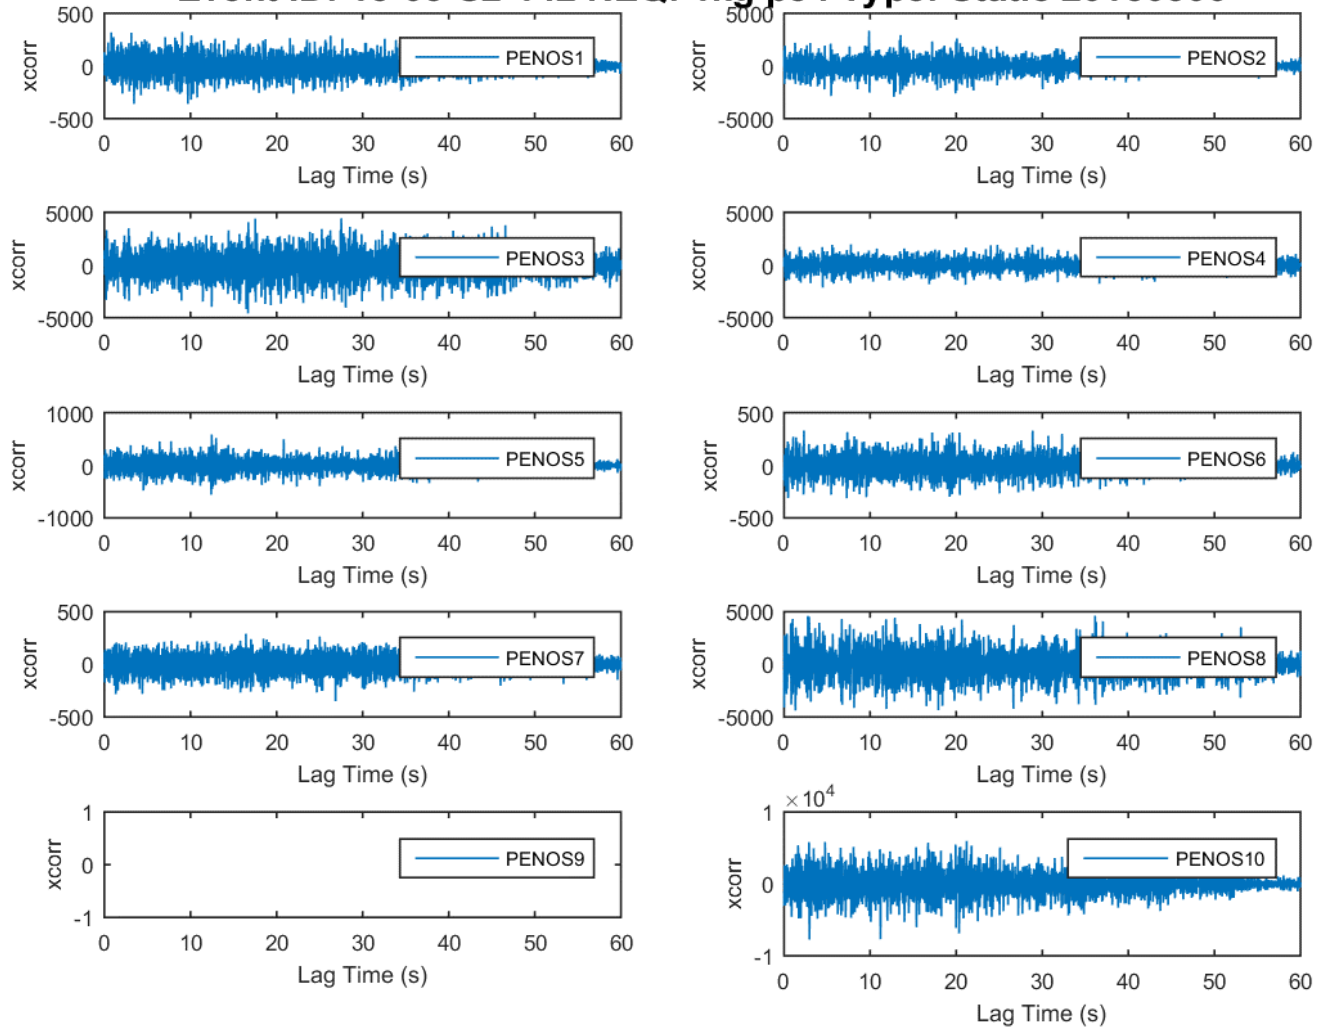 500 0 -500 xcorr PENOS1
0 10 20 30 40 50 60
Lag Time (s)
5000 0 -5000 xcorr PENOS2
0 10 20 30 40 50 60
Lag Time (s)
5000 0 -5000 xcorr PENOS3
0 10 20 30 40 50 60
Lag Time (s)
5000 0 -5000 xcorr PENOS4
0 10 20 30 40 50 60
Lag Time (s)
1000 0 -1000 xcorr PENOS5
0 10 20 30 40 50 60
Lag Time (s)
500 0 -500 xcorr PENOS6
0 10 20 30 40 50 60
Lag Time (s)
500 0 -500 xcorr PENOS7
0 10 20 30 40 50 60
Lag Time (s)
5000 0 -5000 xcorr PENOS8
0 10 20 30 40 50 60
Lag Time (s)
1 0 -1 xcorr PENOS9
0 10 20 30 40 50 60
Lag Time (s)
×10⁴
1 0 -1 xcorr PENOS10
0 10 20 30 40 50 60
Lag Time (s)